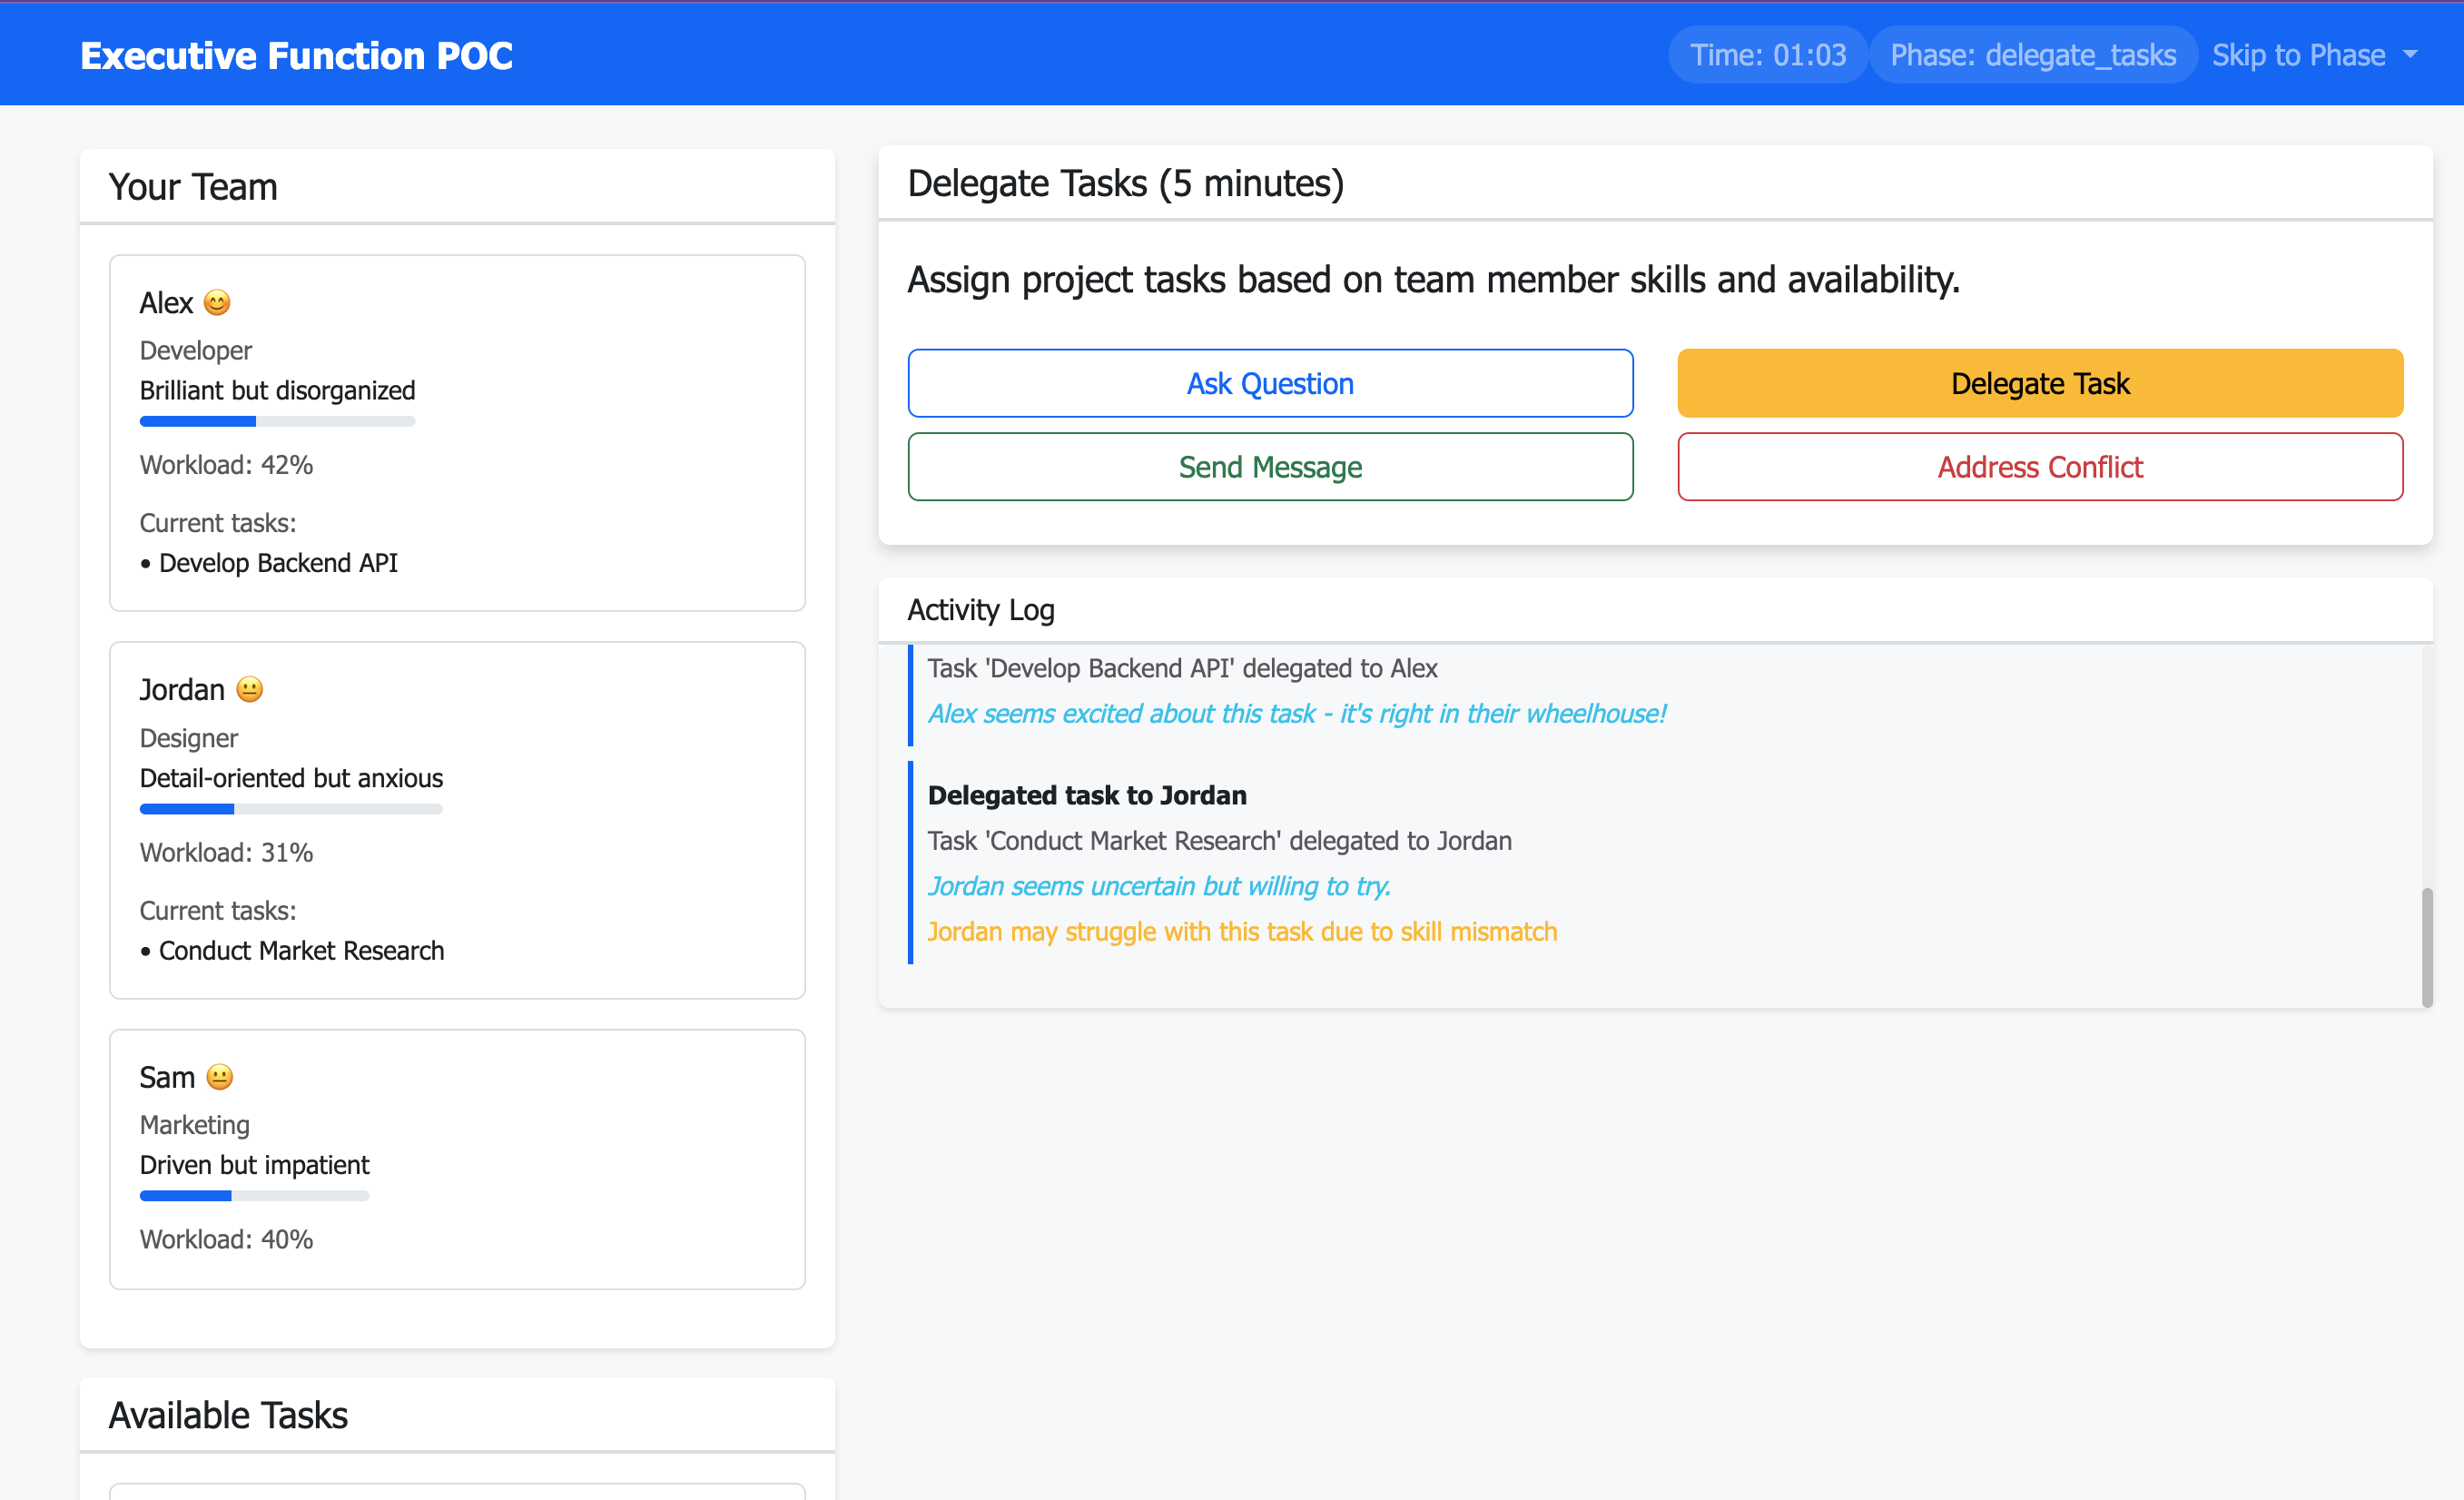 Executive Function POC
Time: 01:03
Phase: delegate_tasks
Skip to Phase
Your Team
Alex 😊
Developer
Brilliant but disorganized
Workload: 42%
Current tasks:
• Develop Backend API
Jordan 😐
Designer
Detail-oriented but anxious
Workload: 31%
Current tasks:
• Conduct Market Research
Sam 😐
Marketing
Driven but impatient
Workload: 40%
Available Tasks
Delegate Tasks (5 minutes)
Assign project tasks based on team member skills and availability.
Ask Question
Delegate Task
Send Message
Address Conflict
Activity Log
Task 'Develop Backend API' delegated to Alex
Alex seems excited about this task - it's right in their wheelhouse!
Delegated task to Jordan
Task 'Conduct Market Research' delegated to Jordan
Jordan seems uncertain but willing to try.
Jordan may struggle with this task due to skill mismatch